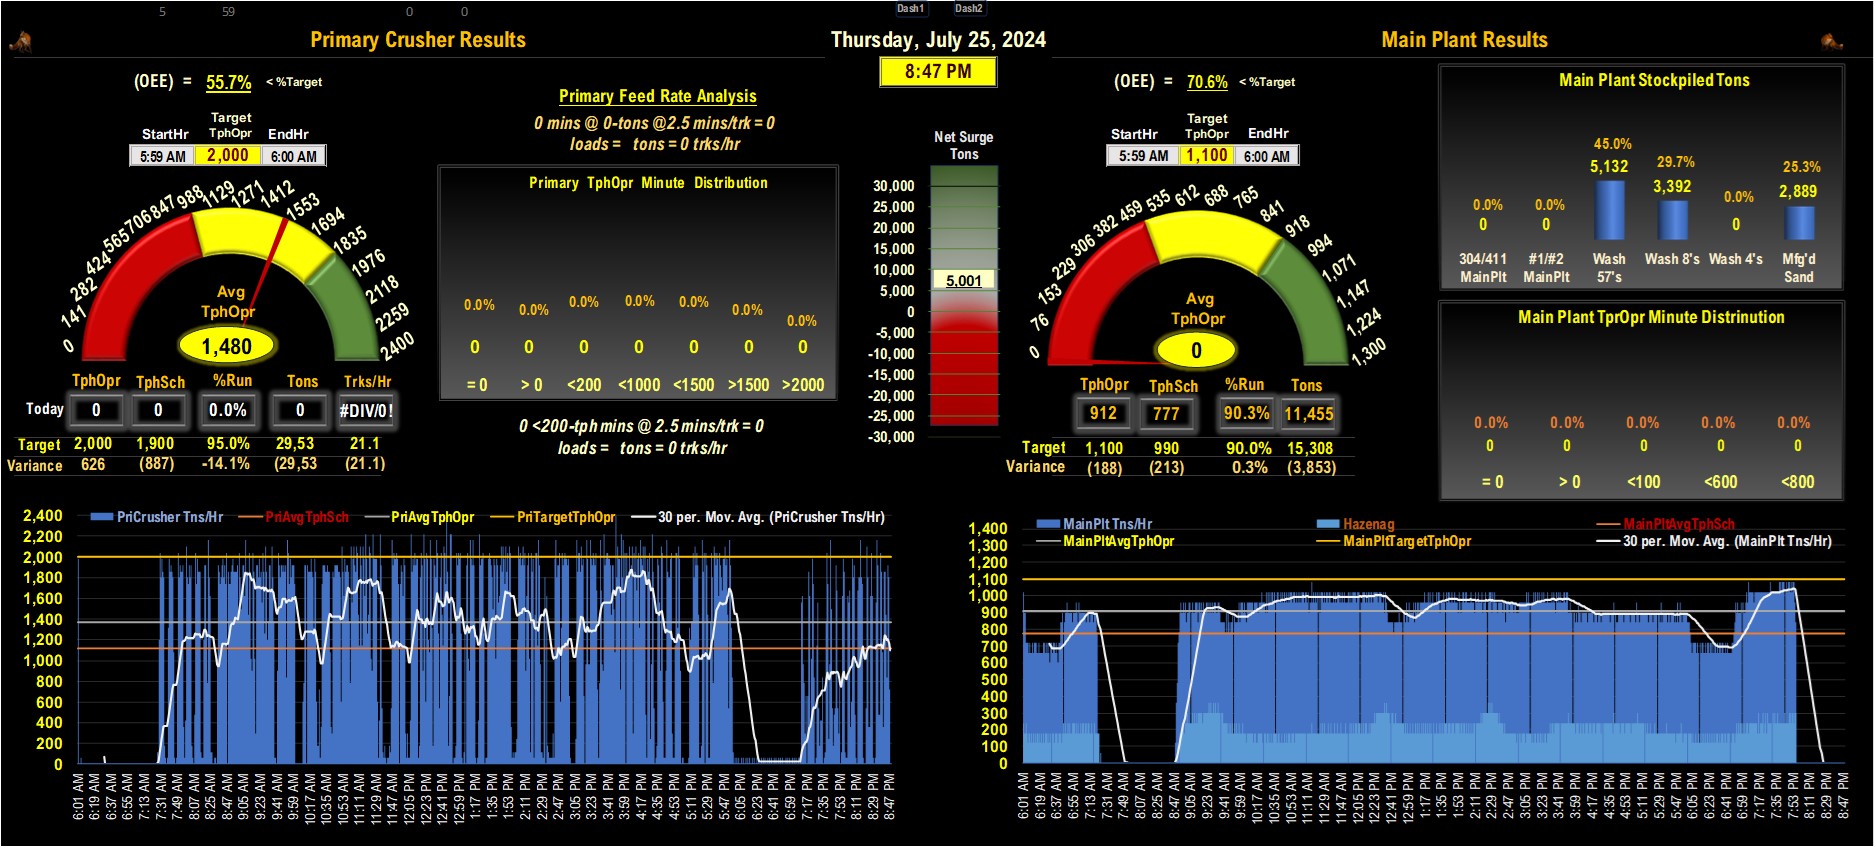 5 59 0 0 Dash1 Dash2
Primary Crusher Results
Thursday, July 25, 2024
Main Plant Results
8:47 PM
(OEE) = 55.7% < %Target
Target
StartHr TphOpr EndHr
5:59 AM 2,000 6:00 AM
0 141 282 424 565 706 847 988 1129 1271 1412 1553 1694 1835 1976 2118 2259 2400
Avg
TphOpr
1,480
TphOpr TphSch %Run Tons Trks/Hr
Today 0 0 0.0% 0 #DIV/0!
Target 2,000 1,900 95.0% 29,53 21.1
Variance 626 (887) -14.1% (29,53 (21.1)
Primary Feed Rate Analysis
0 mins @ 0-tons @2.5 mins/trk = 0
loads = tons = 0 trks/hr
Primary TphOpr Minute Distribution
0.0% 0.0% 0.0% 0.0% 0.0% 0.0% 0.0%
0 0 0 0 0 0 0
= 0 > 0 <200 <1000 <1500 >1500 >2000
0 <200-tph mins @ 2.5 mins/trk = 0
loads = tons = 0 trks/hr
Net Surge
Tons
30,000
25,000
20,000
15,000
10,000
5,001
5,000
0
-5,000
-10,000
-15,000
-20,000
-25,000
-30,000
(OEE) = 70.6% < %Target
Target
StartHr TphOpr EndHr
5:59 AM 1,100 6:00 AM
0 76 153 229 306 382 459 535 612 688 765 841 918 994 1,071 1,147 1,224 1,300
Avg
TphOpr
0
TphOpr TphSch %Run Tons
912 777 90.3% 11,455
Target 1,100 990 90.0% 15,308
Variance (188) (213) 0.3% (3,853)
Main Plant Stockpiled Tons
0.0% 0.0% 45.0% 29.7% 0.0% 25.3%
0 0 5,132 3,392 0 2,889
304/411 #1/#2 Wash Wash 8's Wash 4's Mfg'd
MainPlt MainPlt 57's Sand
Main Plant TprOpr Minute Distrinution
0.0% 0.0% 0.0% 0.0% 0.0%
0 0 0 0 0
= 0 > 0 <100 <600 <800
PriCrusher Tns/Hr PriAvgTphSch PriAvgTphOpr PriTargetTphOpr 30 per. Mov. Avg. (PriCrusher Tns/Hr)
2,400
2,200
2,000
1,800
1,600
1,400
1,200
1,000
800
600
400
200
0
6:01 AM 6:19 AM 6:37 AM 6:55 AM 7:13 AM 7:31 AM 7:49 AM 8:07 AM 8:25 AM 8:47 AM 9:05 AM 9:23 AM 9:41 AM 9:59 AM 10:17 AM 10:35 AM 10:53 AM 11:11 AM 11:29 AM 11:47 AM 12:05 PM 12:23 PM 12:41 PM 12:59 PM 1:17 PM 1:35 PM 1:53 PM 2:11 PM 2:29 PM 2:47 PM 3:05 PM 3:23 PM 3:41 PM 3:59 PM 4:17 PM 4:35 PM 4:53 PM 5:11 PM 5:29 PM 5:47 PM 6:05 PM 6:23 PM 6:41 PM 6:59 PM 7:17 PM 7:35 PM 7:53 PM 8:11 PM 8:29 PM 8:47 PM
MainPlt Tns/Hr Hazenag MainPltAvgTphSch
MainPltAvgTphOpr MainPltTargetTphOpr 30 per. Mov. Avg. (MainPlt Tns/Hr)
1,400
1,300
1,200
1,100
1,000
900
800
700
600
500
400
300
200
100
0
6:01 AM 6:19 AM 6:37 AM 6:55 AM 7:13 AM 7:31 AM 7:49 AM 8:07 AM 8:25 AM 8:47 AM 9:05 AM 9:23 AM 9:41 AM 9:59 AM 10:17 AM 10:35 AM 10:53 AM 11:11 AM 11:29 AM 11:47 AM 12:05 PM 12:23 PM 12:41 PM 12:59 PM 1:17 PM 1:35 PM 1:53 PM 2:11 PM 2:29 PM 2:47 PM 3:05 PM 3:23 PM 3:41 PM 3:59 PM 4:17 PM 4:35 PM 4:53 PM 5:11 PM 5:29 PM 5:47 PM 6:05 PM 6:23 PM 6:41 PM 6:59 PM 7:17 PM 7:35 PM 7:53 PM 8:11 PM 8:29 PM 8:47 PM